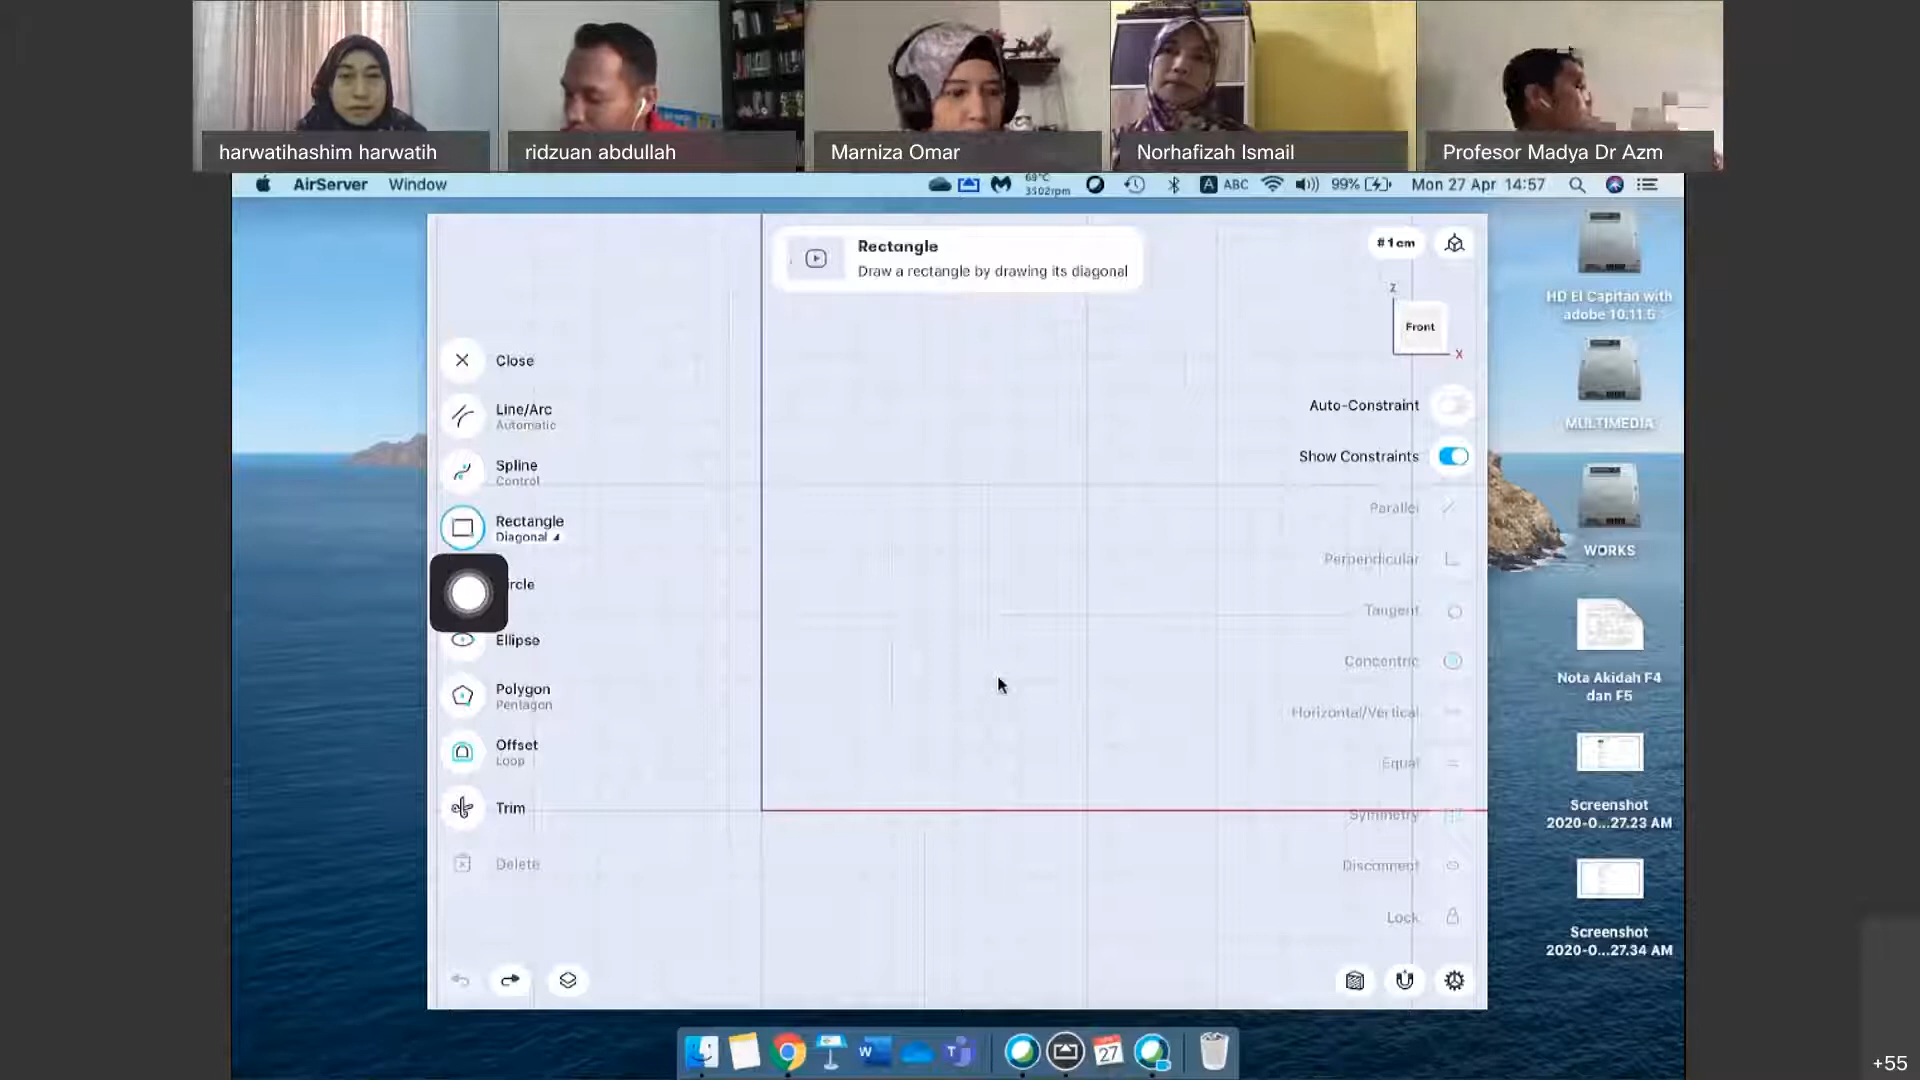 harwatihashim harwatih
ridzuan abdullah
Marniza Omar
Norhafizah Ismail
Profesor Madya Dr Azm
AirServer Window
69°C
3502rpm
A ABC
99%
Mon 27 Apr 14:57
Rectangle
Draw a rectangle by drawing its diagonal
#1cm
Z
Front
X
Close
Line/Arc
Automatic
Spline
Control
Rectangle
Diagonal
ircle
Ellipse
Polygon
Pentagon
Offset
Loop
Trim
Delete
Auto-Constraint
Show Constraints
Parallel
Perpendicular
Tangent
Concentric
Horizontal/Vertical
Equal
Symmetry
Disconnect
Lock
HD El Capitan with
adobe 10.11.6
MULTIMEDIA
WORKS
Nota Akidah F4
dan F5
Screenshot
2020-0...27.23 AM
Screenshot
2020-0...27.34 AM
W
T
27
+55